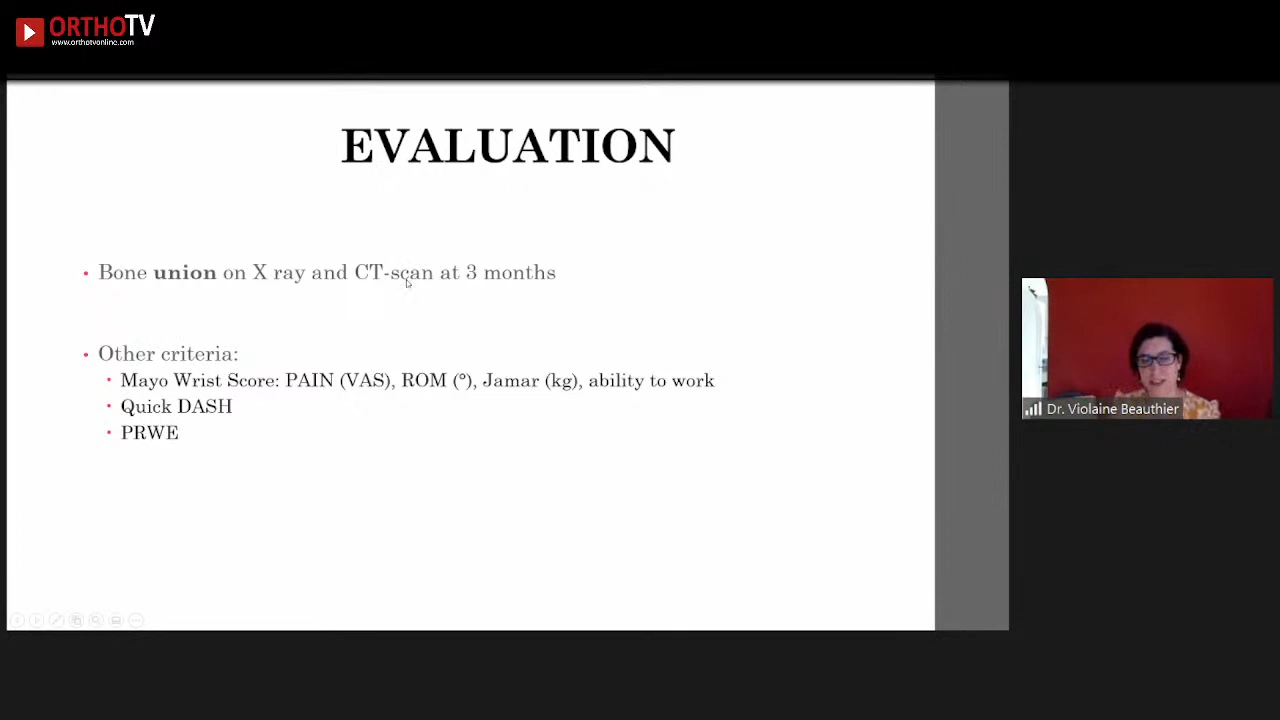 ORTHOTV
www.orthotvonline.com
EVALUATION
• Bone union on X ray and CT-scan at 3 months
• Other criteria:
• Mayo Wrist Score: PAIN (VAS), ROM (°), Jamar (kg), ability to work
• Quick DASH
• PRWE
Dr. Violaine Beauthier